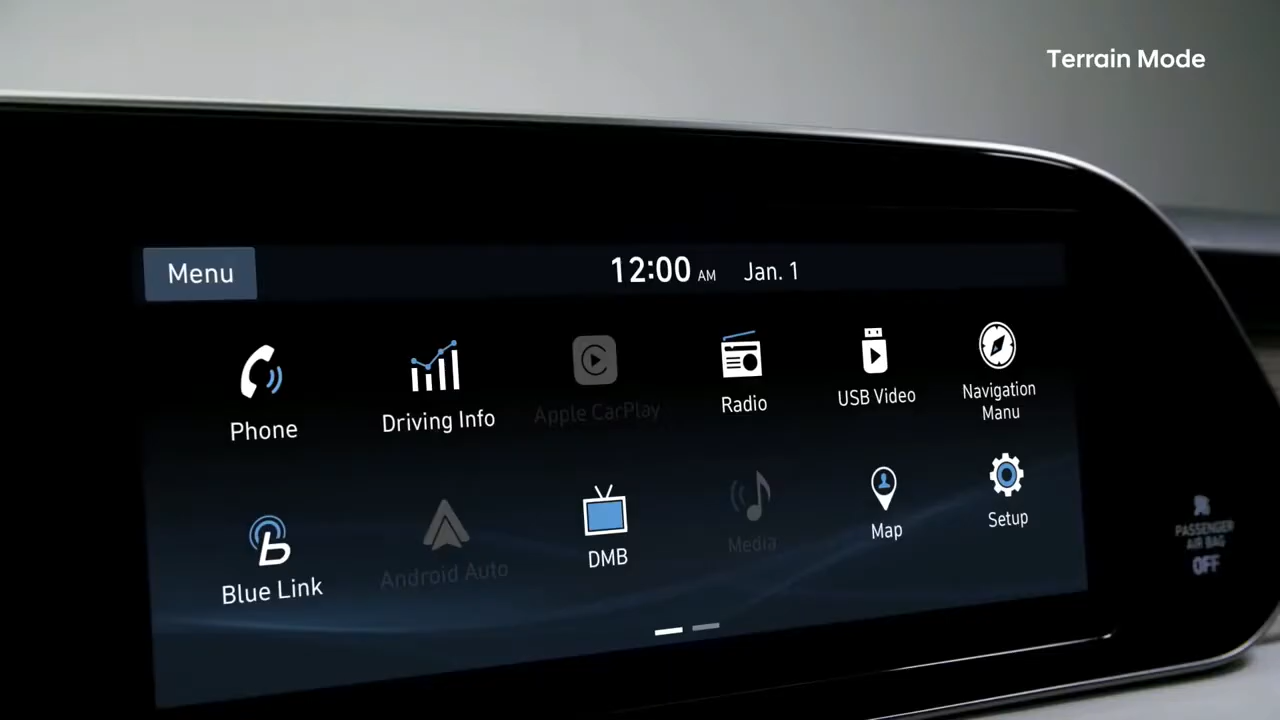 Terrain Mode
Menu
12:00 AM Jan. 1
Phone
Driving Info
Apple CarPlay
Radio
USB Video
Navigation
Manu
Blue Link
Android Auto
DMB
Media
Map
Setup
PASSENGER
AIR BAG
OFF